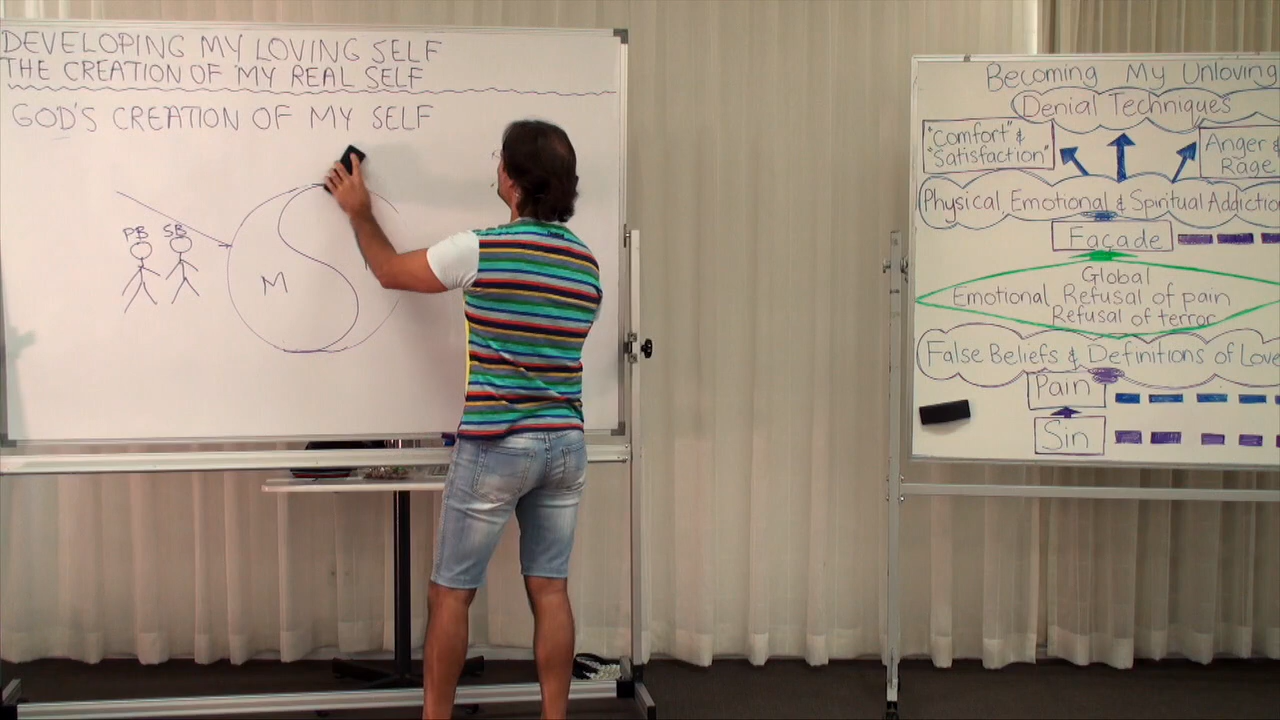 DEVELOPING MY LOVING SELF
THE CREATION OF MY REAL SELF
GOD'S CREATION OF MY SELF
PB SB
M
Becoming My Unloving
Denial Techniques
"Comfort" &
"Satisfaction"
Anger &
Rage
Physical, Emotional & Spiritual Addictio
Façade
Global
Emotional Refusal of pain
Refusal of terror
False Beliefs & Definitions of Love
Pain
Sin